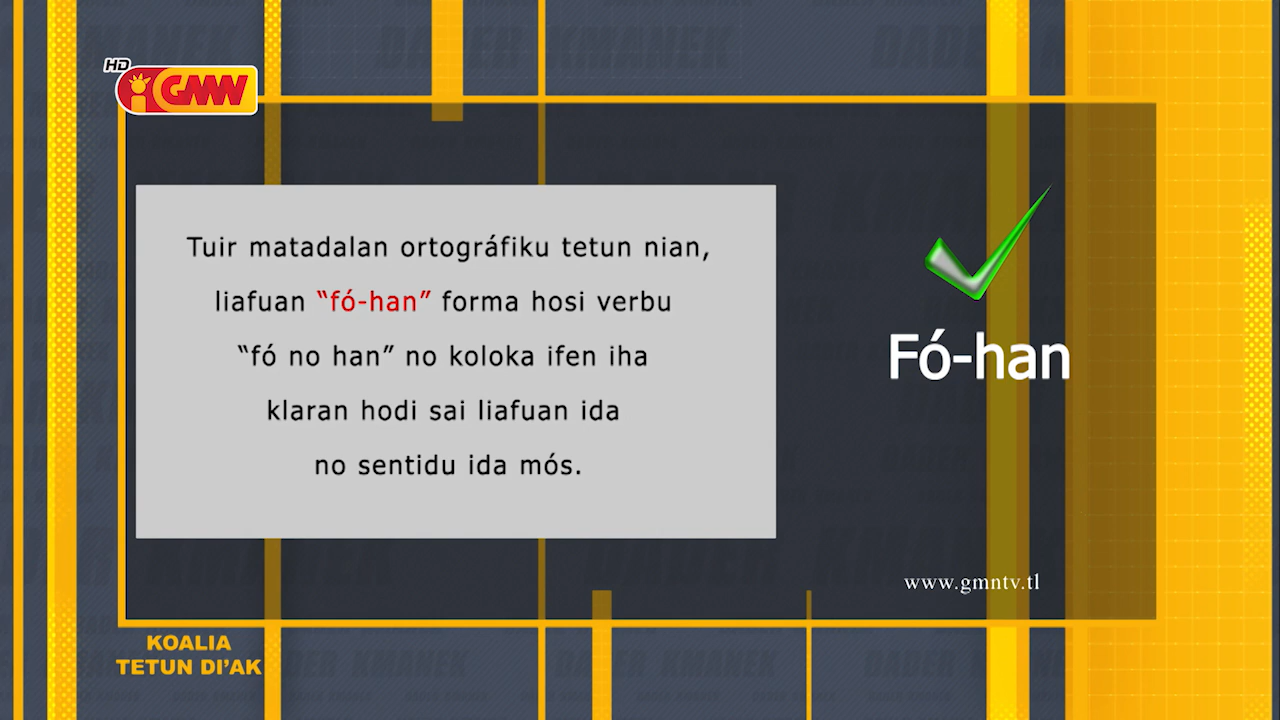 HD
GMN
Tuir matadalan ortográfiku tetun nian,
liafuan “fó-han” forma hosi verbu
“fó no han” no koloka ifen iha
klaran hodi sai liafuan ida
no sentidu ida mós.
Fó-han
www.gmntv.tl
KOALIA
TETUN DI’AK
DADER KMANEK